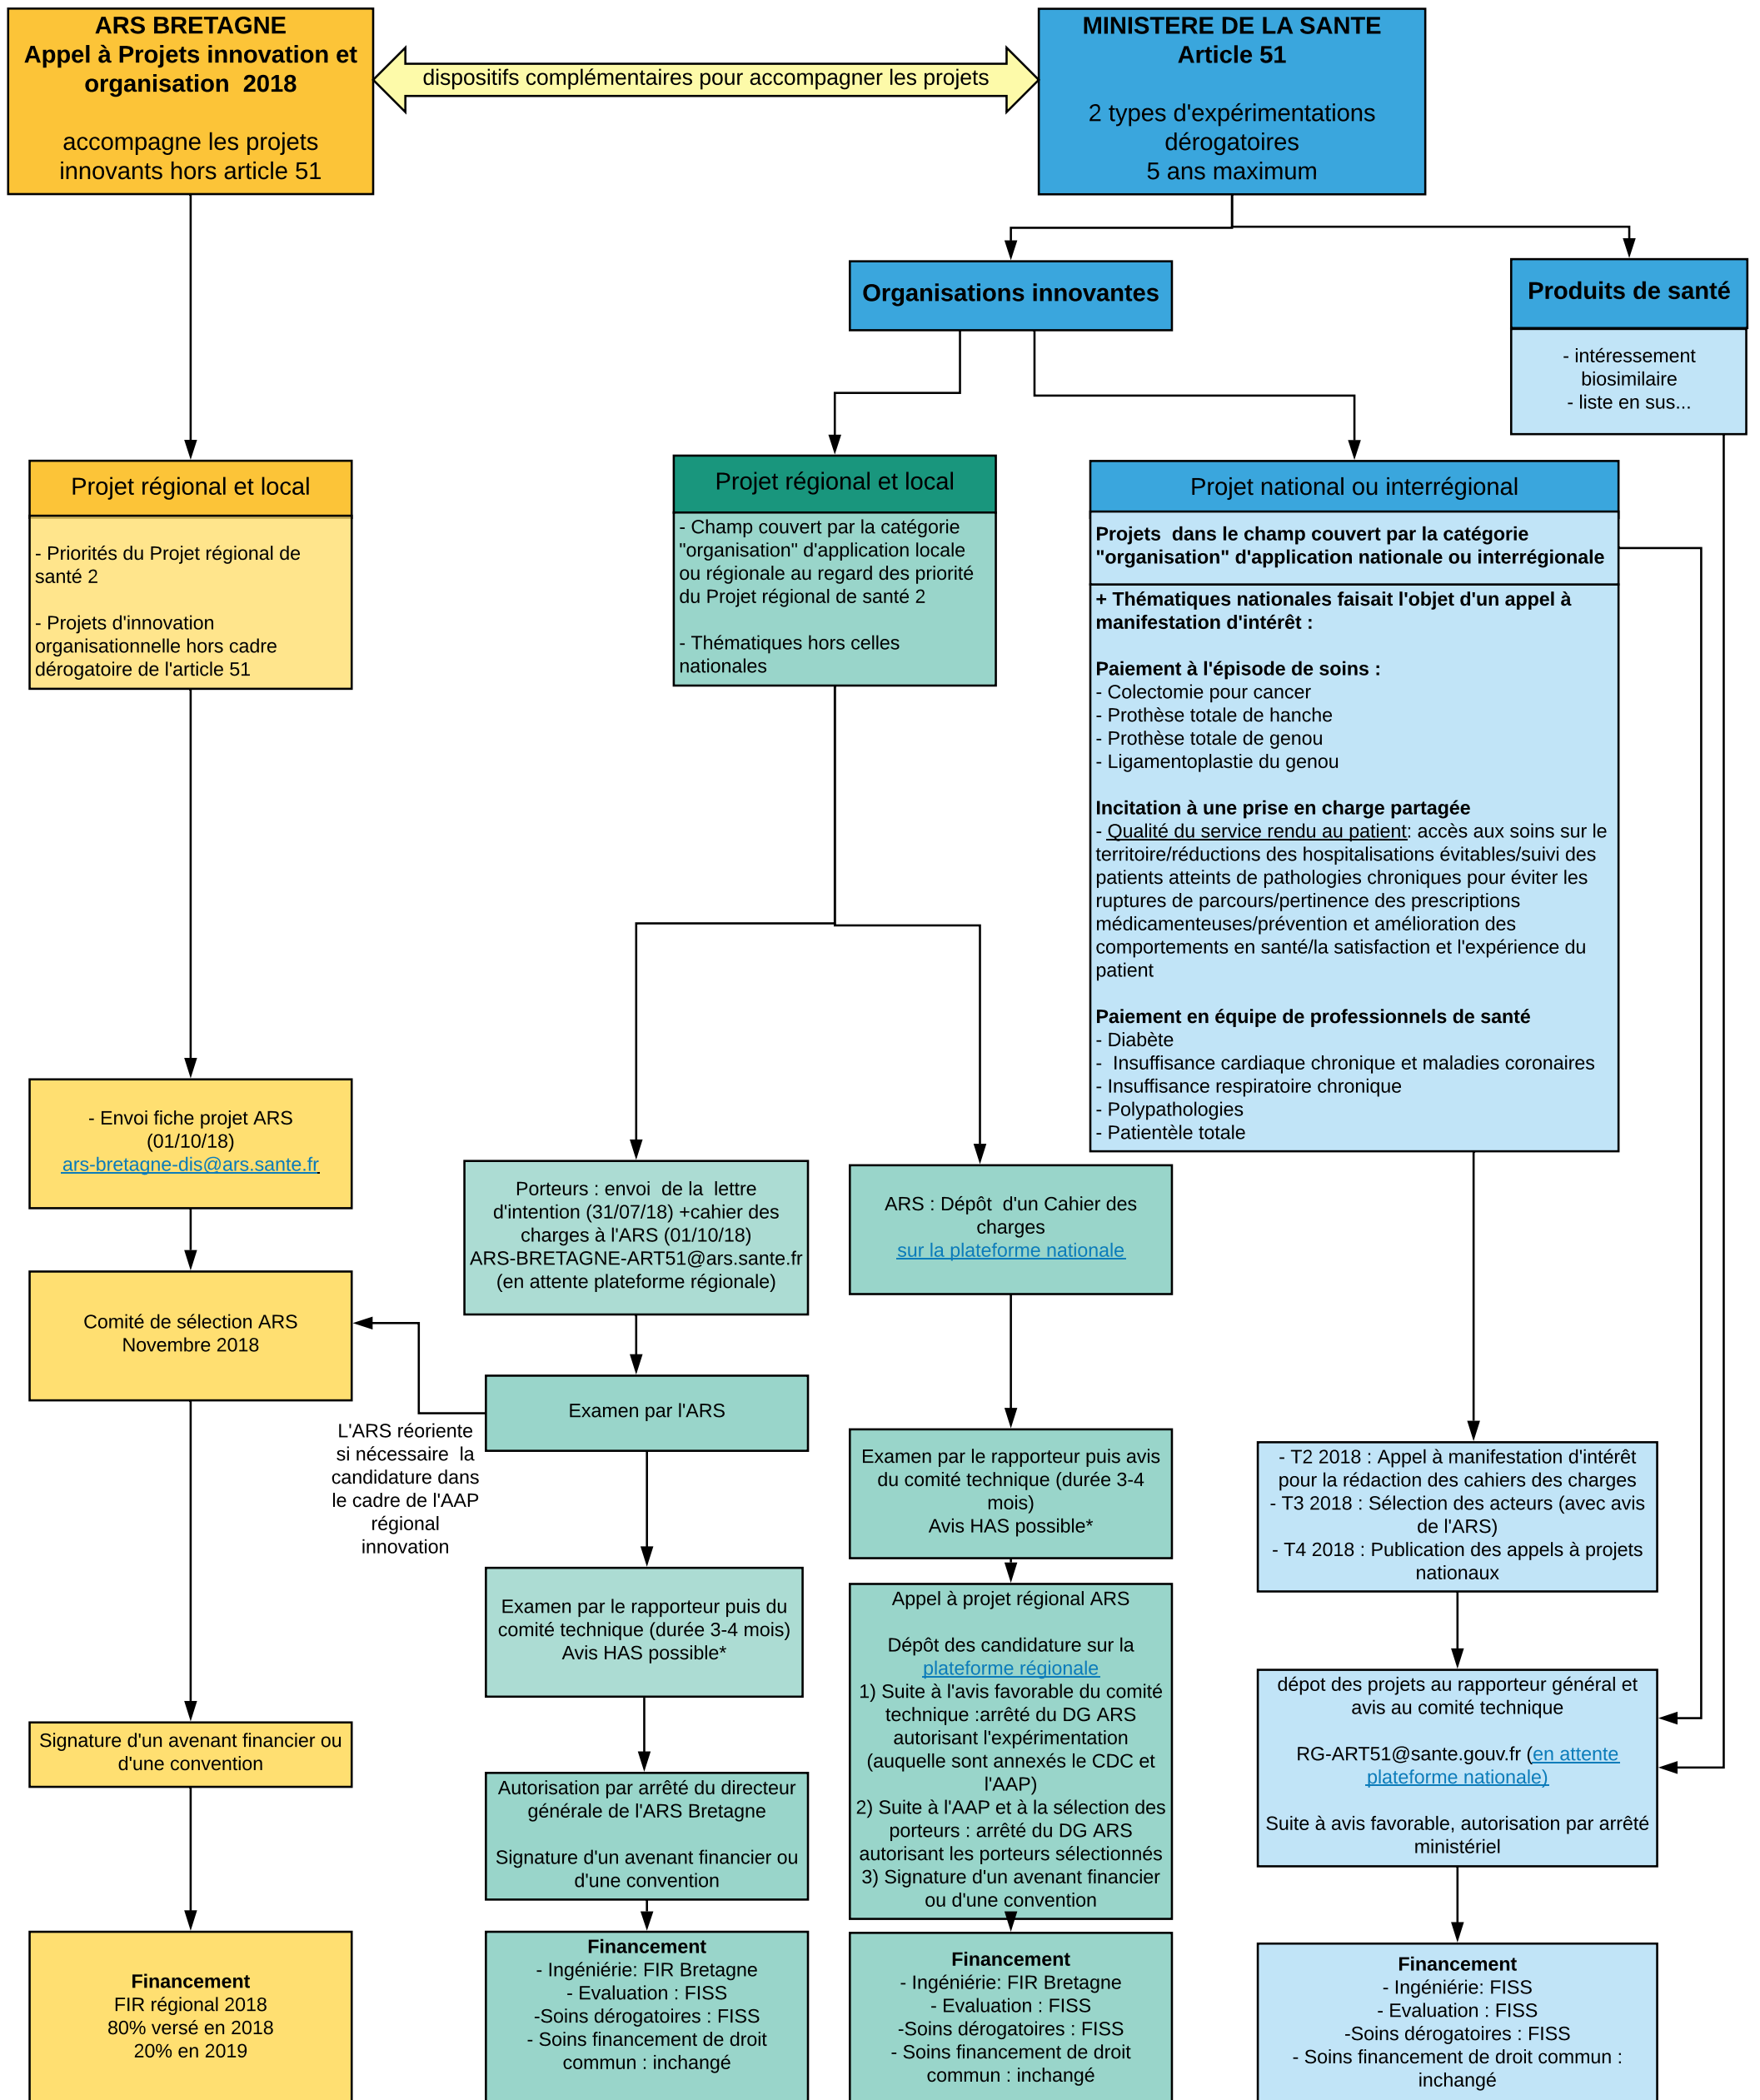 ARS BRETAGNE
Appel à Projets innovation et
organisation  2018
accompagne les projets
innovants hors article 51
dispositifs complémentaires pour accompagner les projets
MINISTERE DE LA SANTE
Article 51
2 types d'expérimentations
dérogatoires
5 ans maximum
Organisations innovantes
Produits de santé
- intéressement
biosimilaire
- liste en sus...
Projet régional et local
- Priorités du Projet régional de
santé 2
- Projets d'innovation
organisationnelle hors cadre
dérogatoire de l'article 51
Projet régional et local
- Champ couvert par la catégorie
"organisation" d'application locale
ou régionale au regard des priorité
du Projet régional de santé 2
- Thématiques hors celles
nationales
Projet national ou interrégional
Projets  dans le champ couvert par la catégorie
"organisation" d'application nationale ou interrégionale
+ Thématiques nationales faisait l'objet d'un appel à
manifestation d'intérêt :
Paiement à l'épisode de soins :
- Colectomie pour cancer
- Prothèse totale de hanche
- Prothèse totale de genou
- Ligamentoplastie du genou
Incitation à une prise en charge partagée
- Qualité du service rendu au patient: accès aux soins sur le
territoire/réductions des hospitalisations évitables/suivi des
patients atteints de pathologies chroniques pour éviter les
ruptures de parcours/pertinence des prescriptions
médicamenteuses/prévention et amélioration des
comportements en santé/la satisfaction et l'expérience du
patient
Paiement en équipe de professionnels de santé
- Diabète
-  Insuffisance cardiaque chronique et maladies coronaires
- Insuffisance respiratoire chronique
- Polypathologies
- Patientèle totale
- Envoi fiche projet ARS
(01/10/18)
ars-bretagne-dis@ars.sante.fr
Comité de sélection ARS
Novembre 2018
L'ARS réoriente
si nécessaire  la
candidature dans
le cadre de l'AAP
régional
innovation
Signature d'un avenant financier ou
d'une convention
Financement
FIR régional 2018
80% versé en 2018
20% en 2019
Porteurs : envoi  de la  lettre
d'intention (31/07/18) +cahier des
charges à l'ARS (01/10/18)
ARS-BRETAGNE-ART51@ars.sante.fr
(en attente plateforme régionale)
Examen par l'ARS
Examen par le rapporteur puis du
comité technique (durée 3-4 mois)
Avis HAS possible*
Autorisation par arrêté du directeur
générale de l'ARS Bretagne
Signature d'un avenant financier ou
d'une convention
Financement
- Ingéniérie: FIR Bretagne
- Evaluation : FISS
-Soins dérogatoires : FISS
- Soins financement de droit
commun : inchangé
ARS : Dépôt  d'un Cahier des
charges
sur la plateforme nationale
Examen par le rapporteur puis avis
du comité technique (durée 3-4
mois)
Avis HAS possible*
Appel à projet régional ARS
Dépôt des candidature sur la
plateforme régionale
1) Suite à l'avis favorable du comité
technique :arrêté du DG ARS
autorisant l'expérimentation
(auquelle sont annexés le CDC et
l'AAP)
2) Suite à l'AAP et à la sélection des
porteurs : arrêté du DG ARS
autorisant les porteurs sélectionnés
3) Signature d'un avenant financier
ou d'une convention
Financement
- Ingéniérie: FIR Bretagne
- Evaluation : FISS
-Soins dérogatoires : FISS
- Soins financement de droit
commun : inchangé
- T2 2018 : Appel à manifestation d'intérêt
pour la rédaction des cahiers des charges
- T3 2018 : Sélection des acteurs (avec avis
de l'ARS)
- T4 2018 : Publication des appels à projets
nationaux
dépot des projets au rapporteur général et
avis au comité technique
RG-ART51@sante.gouv.fr (en attente
plateforme nationale)
Suite à avis favorable, autorisation par arrêté
ministériel
Financement
- Ingéniérie: FISS
- Evaluation : FISS
-Soins dérogatoires : FISS
- Soins financement de droit commun :
inchangé